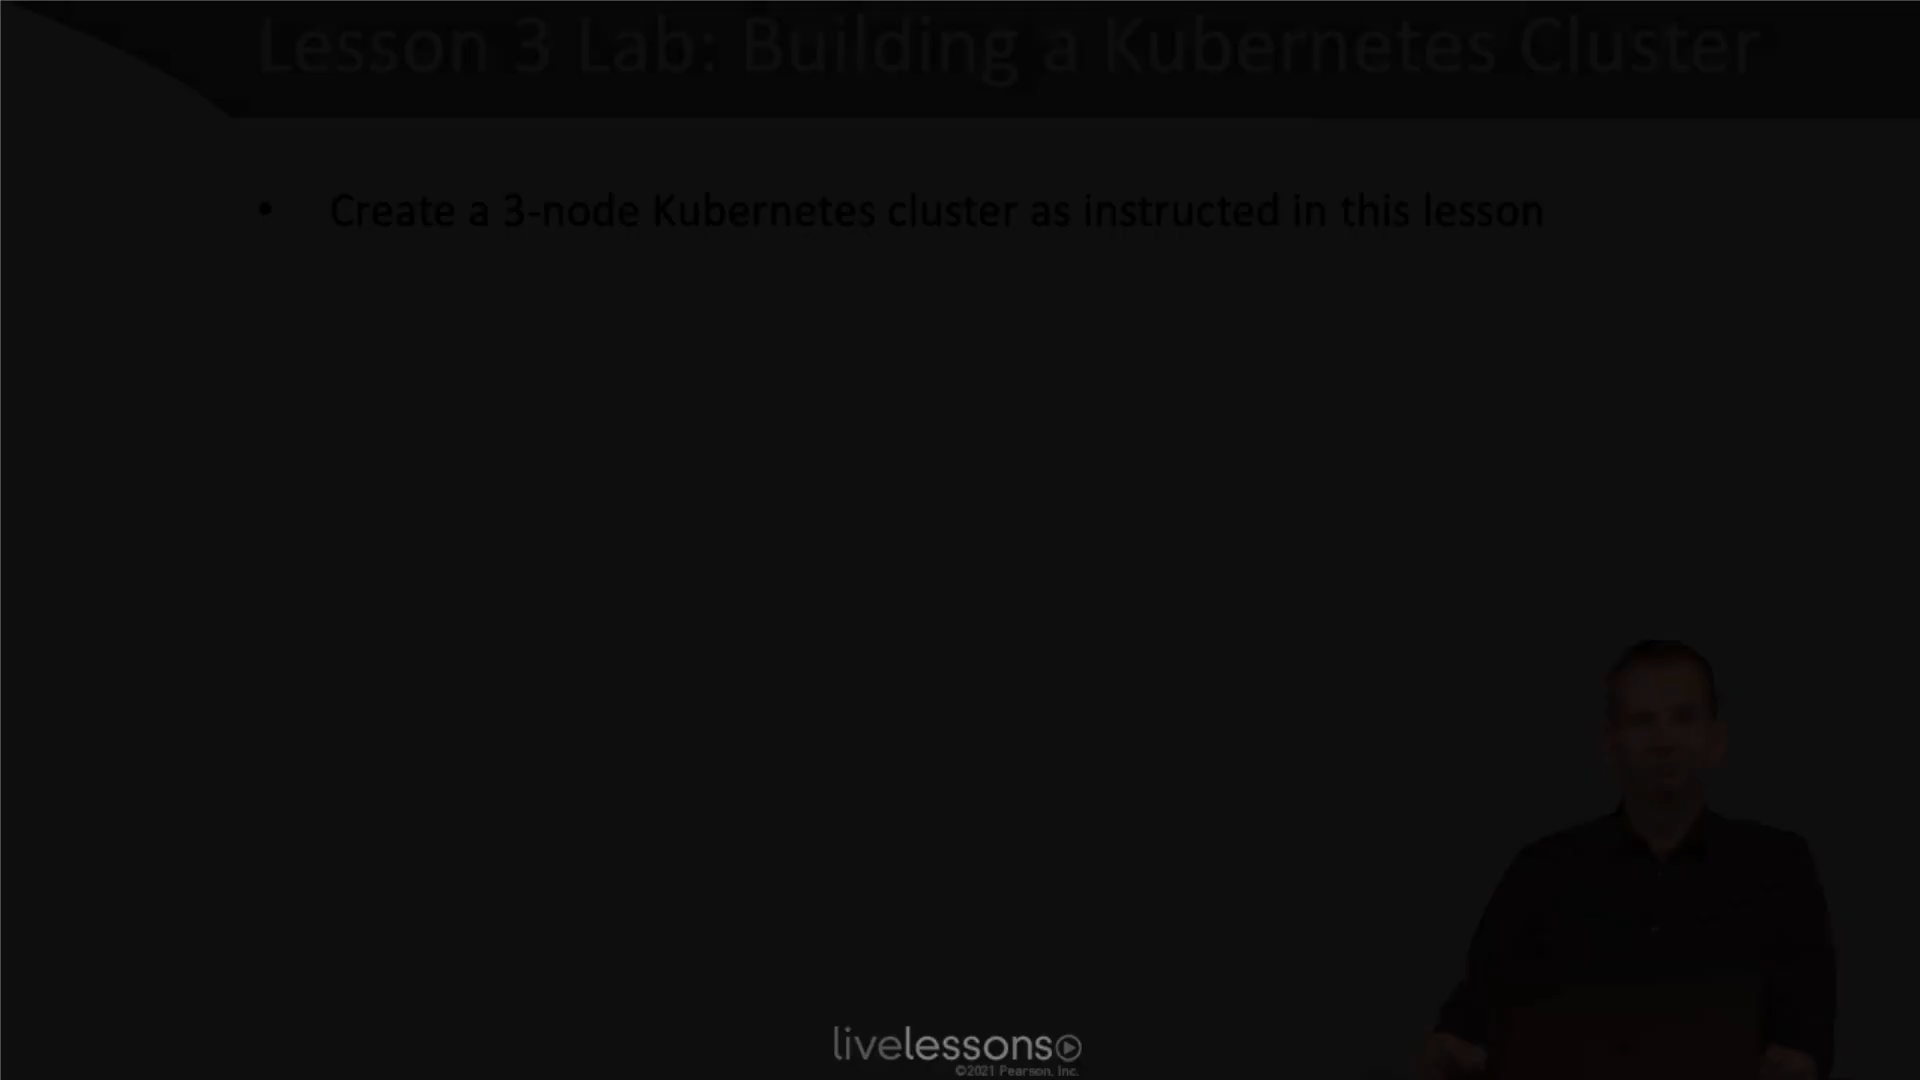 Lesson 3 Lab: Building a Kubernetes Cluster
• Create a 3-node Kubernetes cluster as instructed in this lesson
livelessons
©2021 Pearson, Inc.